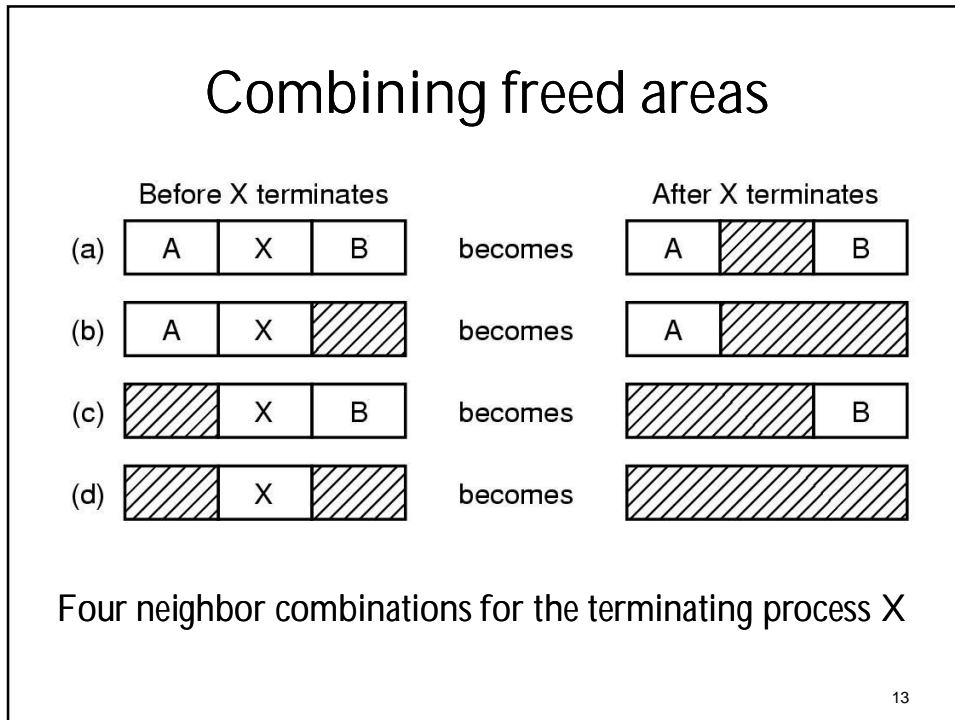 Combining freed areas
Before X terminates After X terminates
(a) A X B becomes A B
(b) A X becomes A
(c) X B becomes B
(d) X becomes
Four neighbor combinations for the terminating process X
13